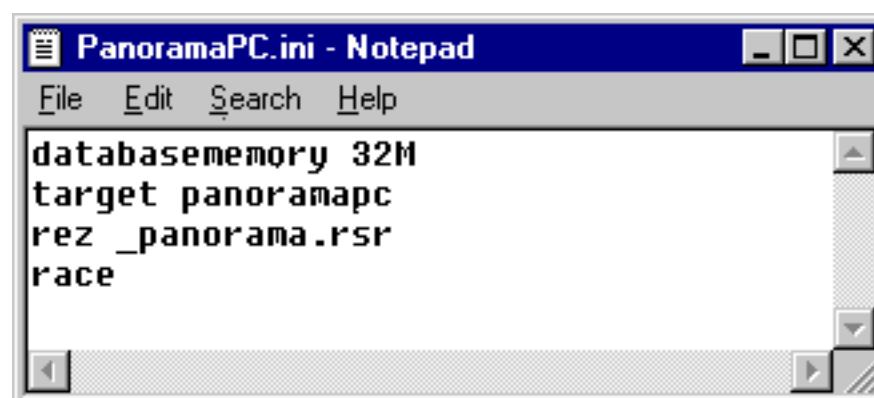 PanoramaPC.ini - Notepad
File Edit Search Help
databasememory 32M
target panoramapc
rez _panorama.rsr
race